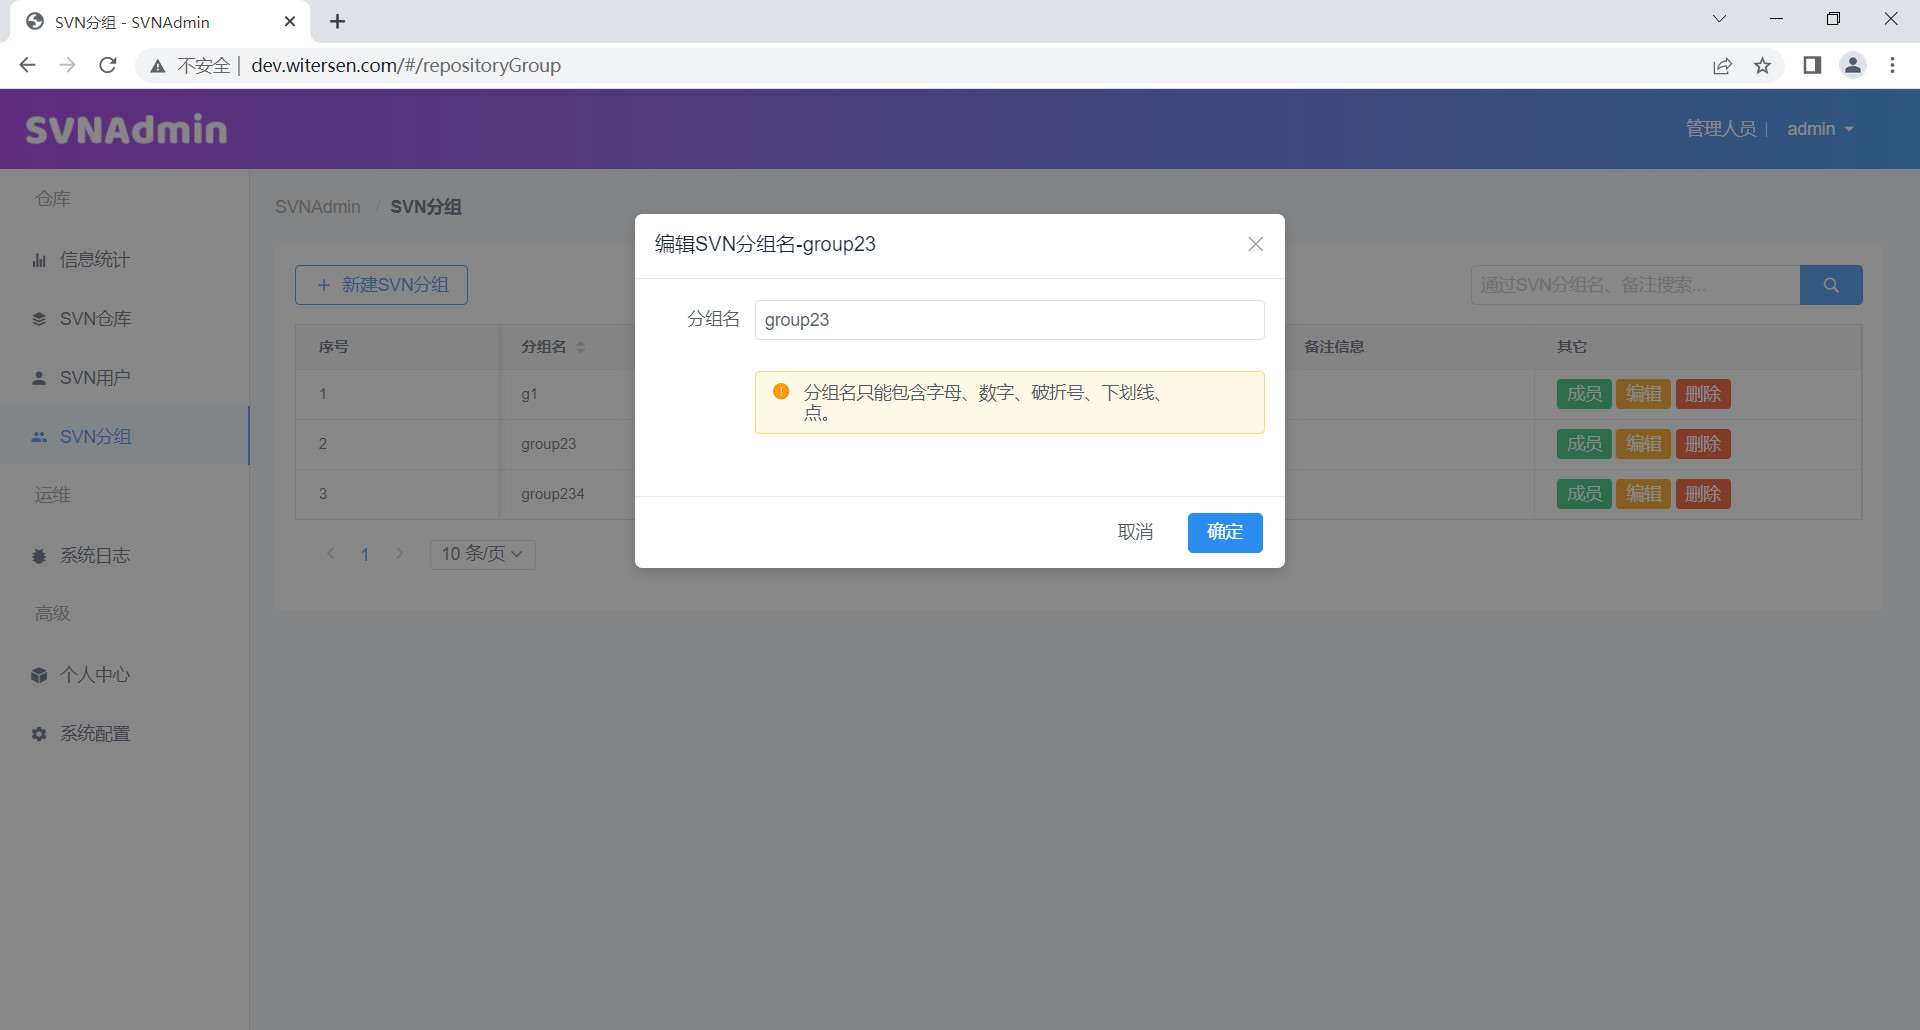 SVN分组 - SVNAdmin
不安全 | dev.witersen.com/#/repositoryGroup
SVNAdmin
管理人员 | admin
仓库
信息统计
SVN仓库
SVN用户
SVN分组
运维
系统日志
高级
个人中心
系统配置
SVNAdmin / SVN分组
+ 新建SVN分组
通过SVN分组名、备注搜索...
序号 分组名 备注信息 其它
1 g1 成员 编辑 删除
2 group23 成员 编辑 删除
3 group234 成员 编辑 删除
1 10 条/页
编辑SVN分组名-group23
分组名 group23
分组名只能包含字母、数字、破折号、下划线、
点。
取消 确定